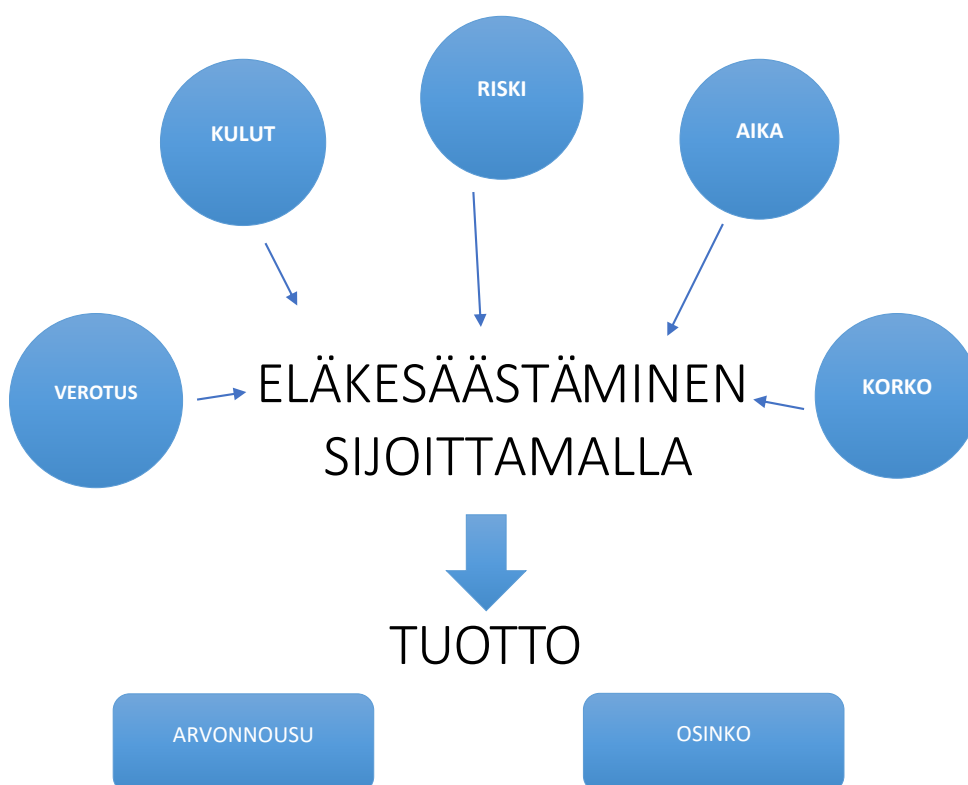 RISKI
KULUT
AIKA
VEROTUS
ELÄKESÄÄSTÄMINEN
SIJOITTAMALLA
KORKO
TUOTTO
ARVONNOUSU
OSINKO